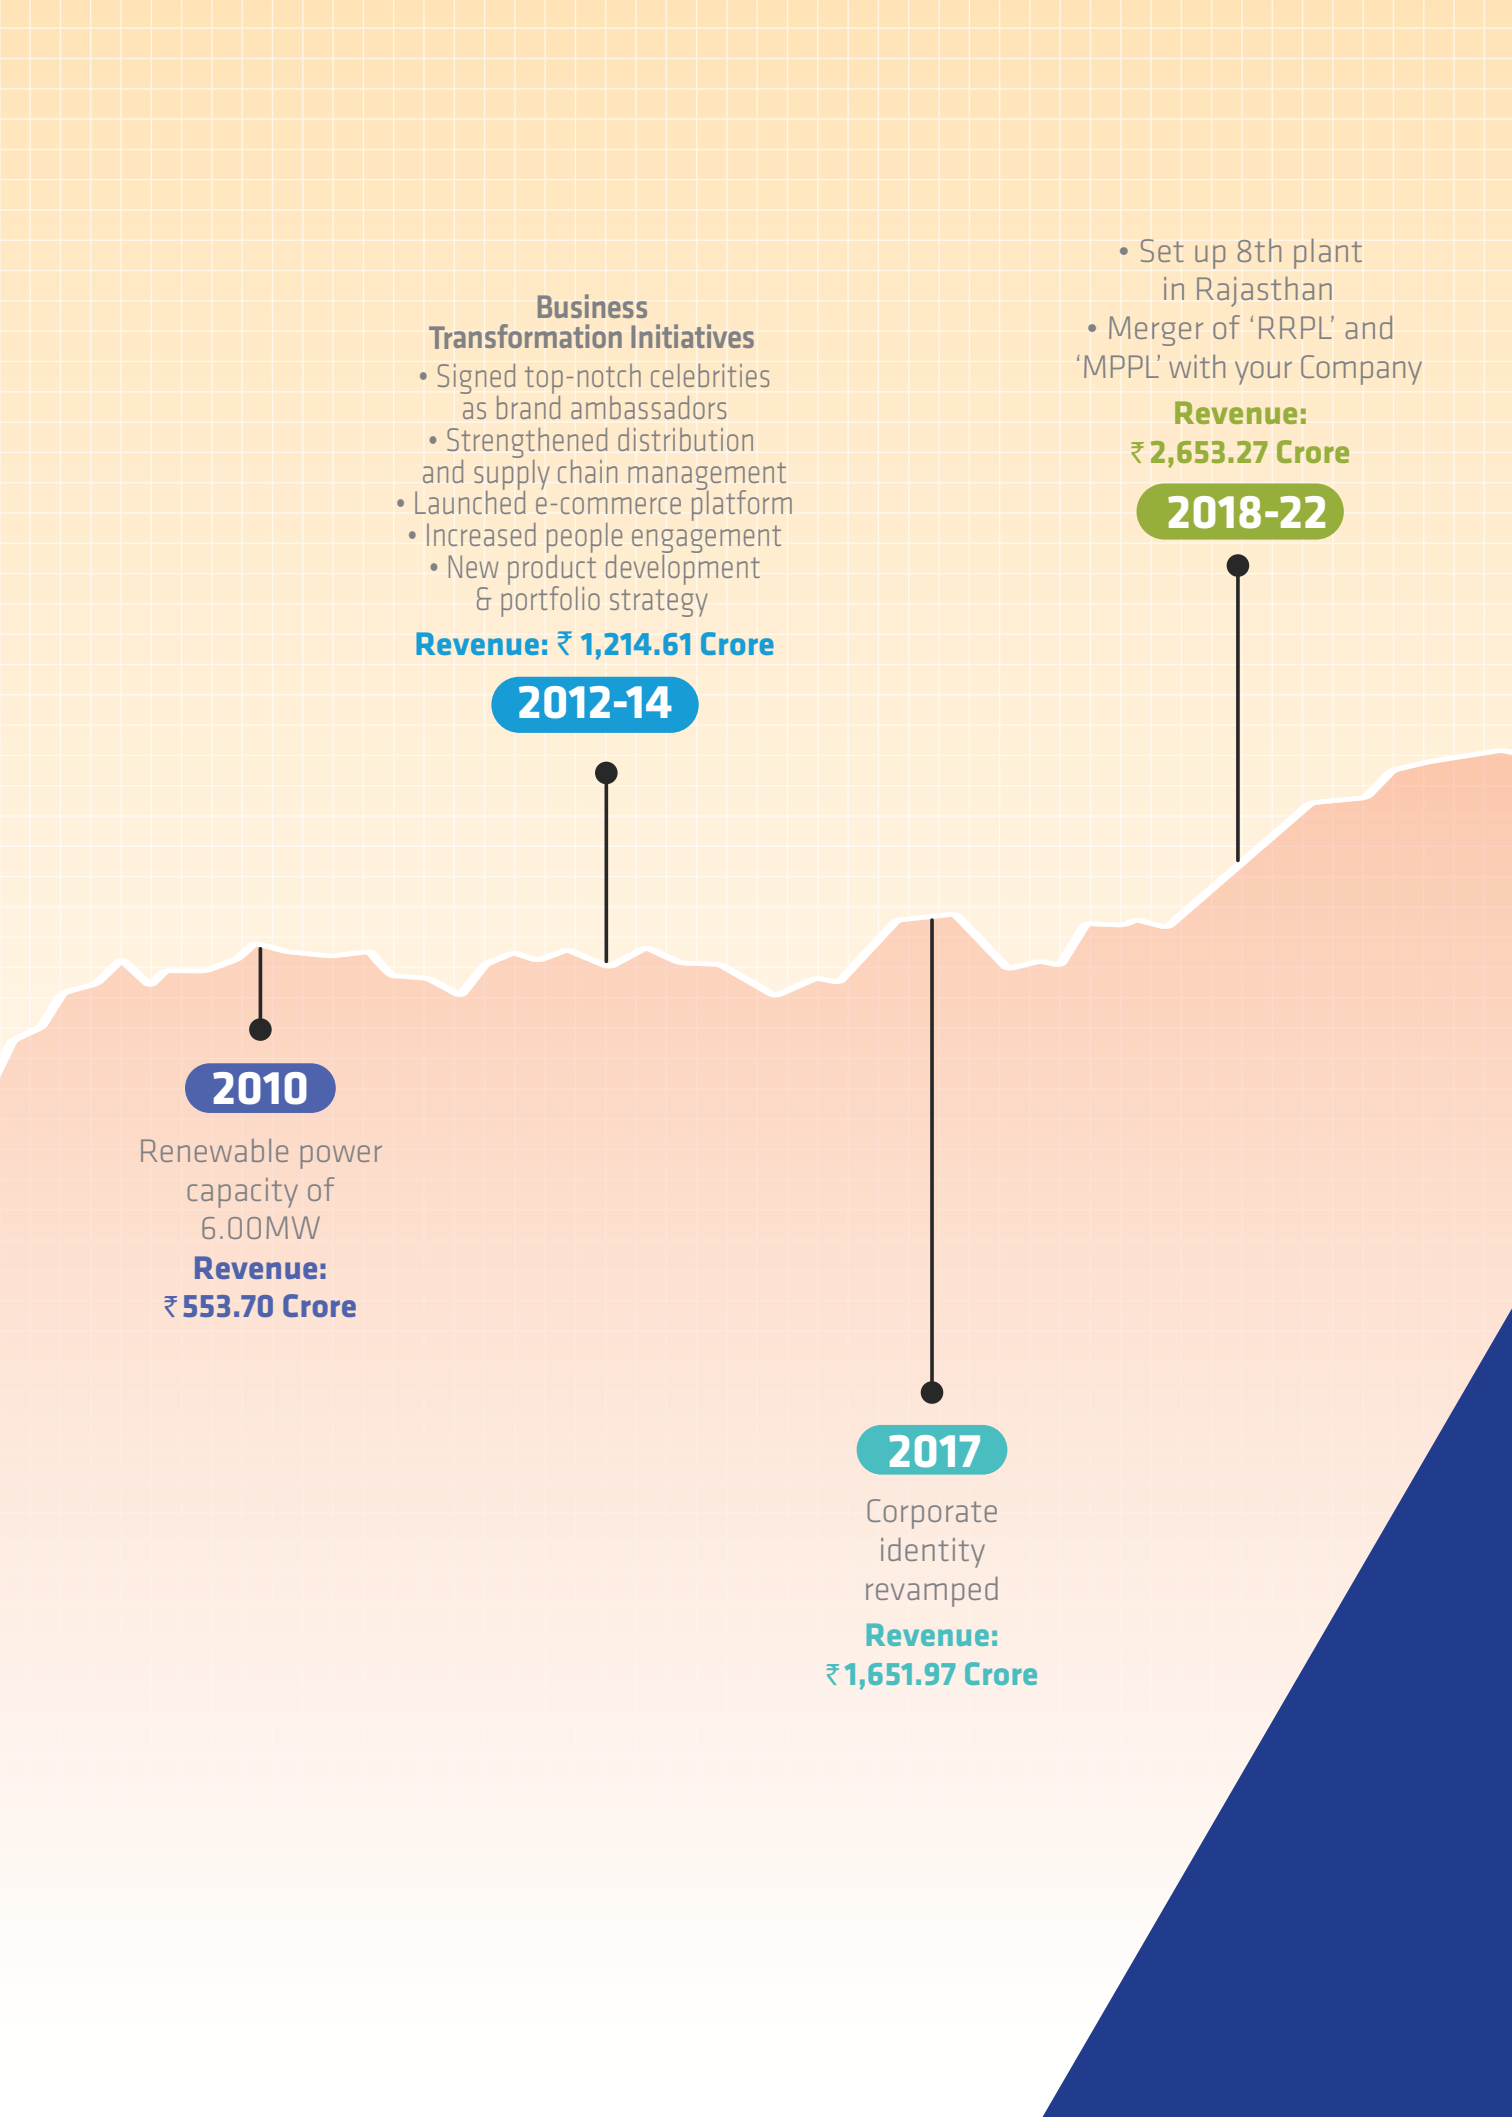 • Set up 8th plant
in Rajasthan
• Merger of ‘RRPL’ and
‘MPPL’ with your Company
Revenue:
₹ 2,653.27 Crore
2018-22
Business
Transformation Initiatives
• Signed top-notch celebrities
as brand ambassadors
• Strengthened distribution
and supply chain management
• Launched e-commerce platform
• Increased people engagement
• New product development
& portfolio strategy
Revenue: ₹ 1,214.61 Crore
2012-14
2010
Renewable power
capacity of
6.00MW
Revenue:
₹ 553.70 Crore
2017
Corporate
identity
revamped
Revenue:
₹ 1,651.97 Crore